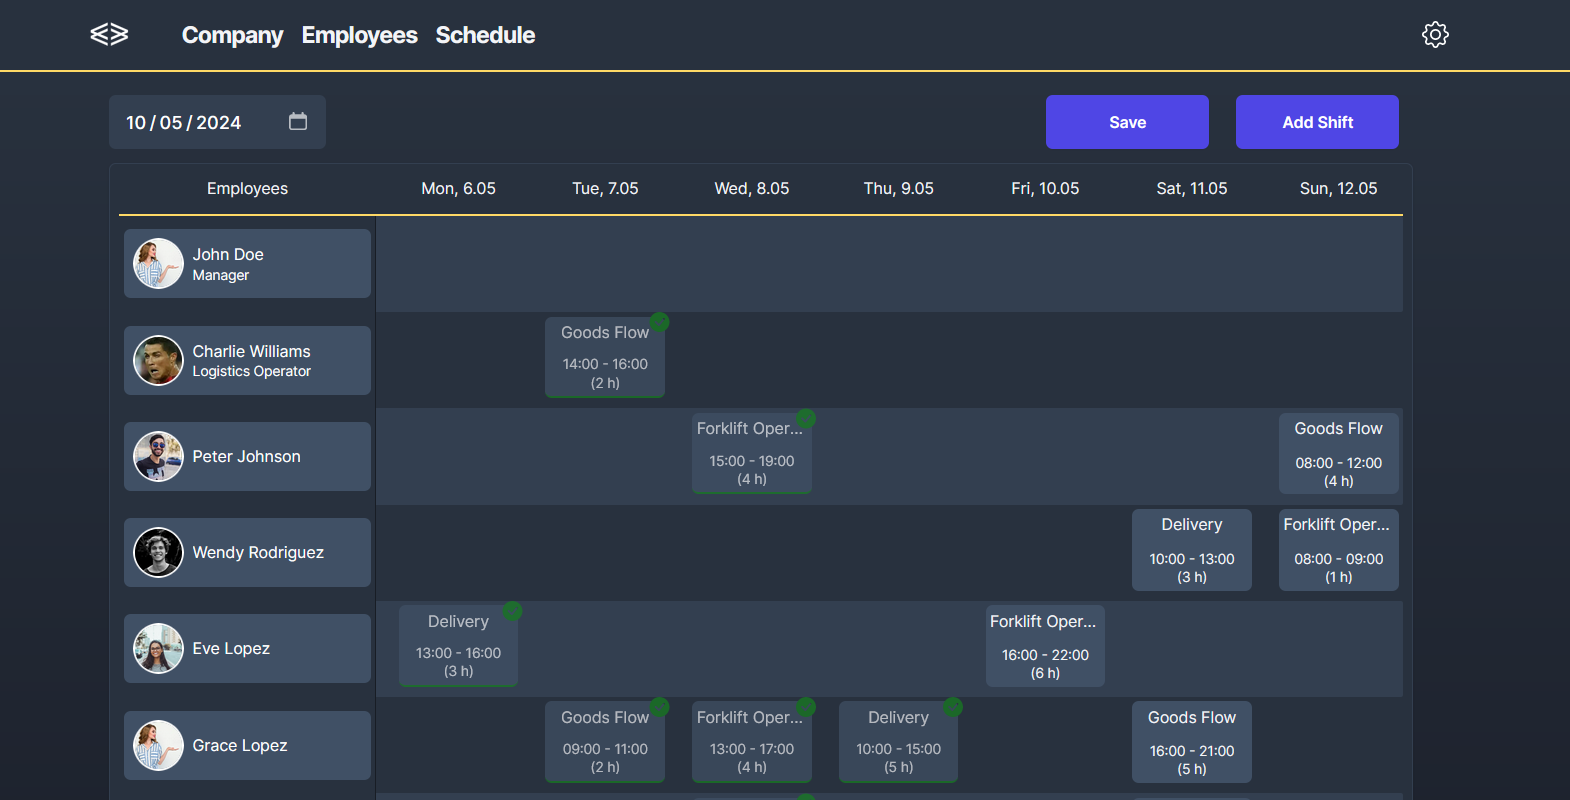 Company Employees Schedule
10 / 05 / 2024
Save
Add Shift
Employees Mon, 6.05 Tue, 7.05 Wed, 8.05 Thu, 9.05 Fri, 10.05 Sat, 11.05 Sun, 12.05
John Doe
Manager
Charlie Williams
Logistics Operator
Goods Flow
14:00 - 16:00
(2 h)
Peter Johnson
Forklift Oper...
15:00 - 19:00
(4 h)
Goods Flow
08:00 - 12:00
(4 h)
Wendy Rodriguez
Delivery
10:00 - 13:00
(3 h)
Forklift Oper...
08:00 - 09:00
(1 h)
Eve Lopez
Delivery
13:00 - 16:00
(3 h)
Forklift Oper...
16:00 - 22:00
(6 h)
Grace Lopez
Goods Flow
09:00 - 11:00
(2 h)
Forklift Oper...
13:00 - 17:00
(4 h)
Delivery
10:00 - 15:00
(5 h)
Goods Flow
16:00 - 21:00
(5 h)